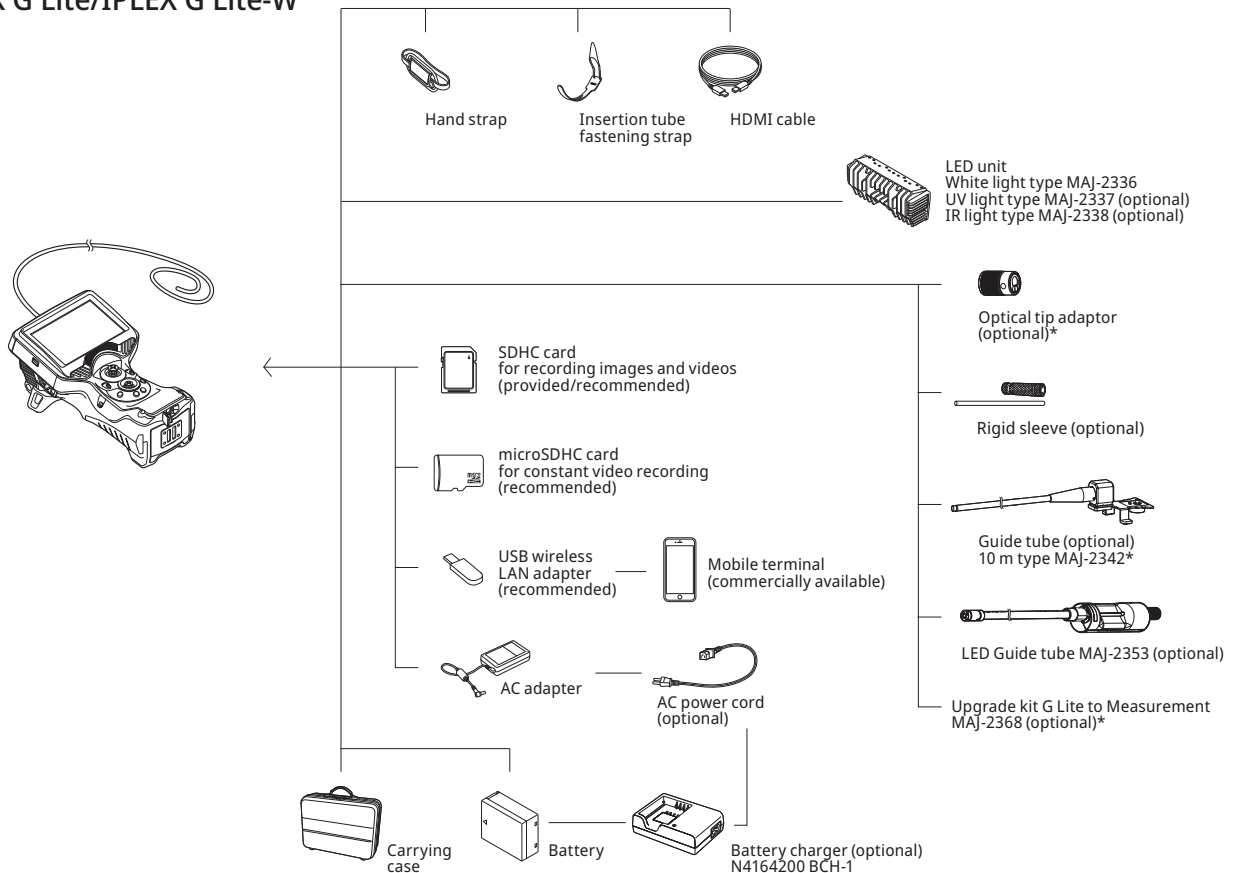 X G Lite/IPLEX G Lite-W
Hand strap
Insertion tube
fastening strap
HDMI cable
LED unit
White light type MAJ-2336
UV light type MAJ-2337 (optional)
IR light type MAJ-2338 (optional)
Optical tip adaptor
(optional)*
SDHC card
for recording images and videos
(provided/recommended)
Rigid sleeve (optional)
microSDHC card
for constant video recording
(recommended)
Guide tube (optional)
10 m type MAJ-2342*
USB wireless
LAN adapter
(recommended)
Mobile terminal
(commercially available)
LED Guide tube MAJ-2353 (optional)
AC adapter
AC power cord
(optional)
Upgrade kit G Lite to Measurement
MAJ-2368 (optional)*
Carrying
case
Battery
Battery charger (optional)
N4164200 BCH-1